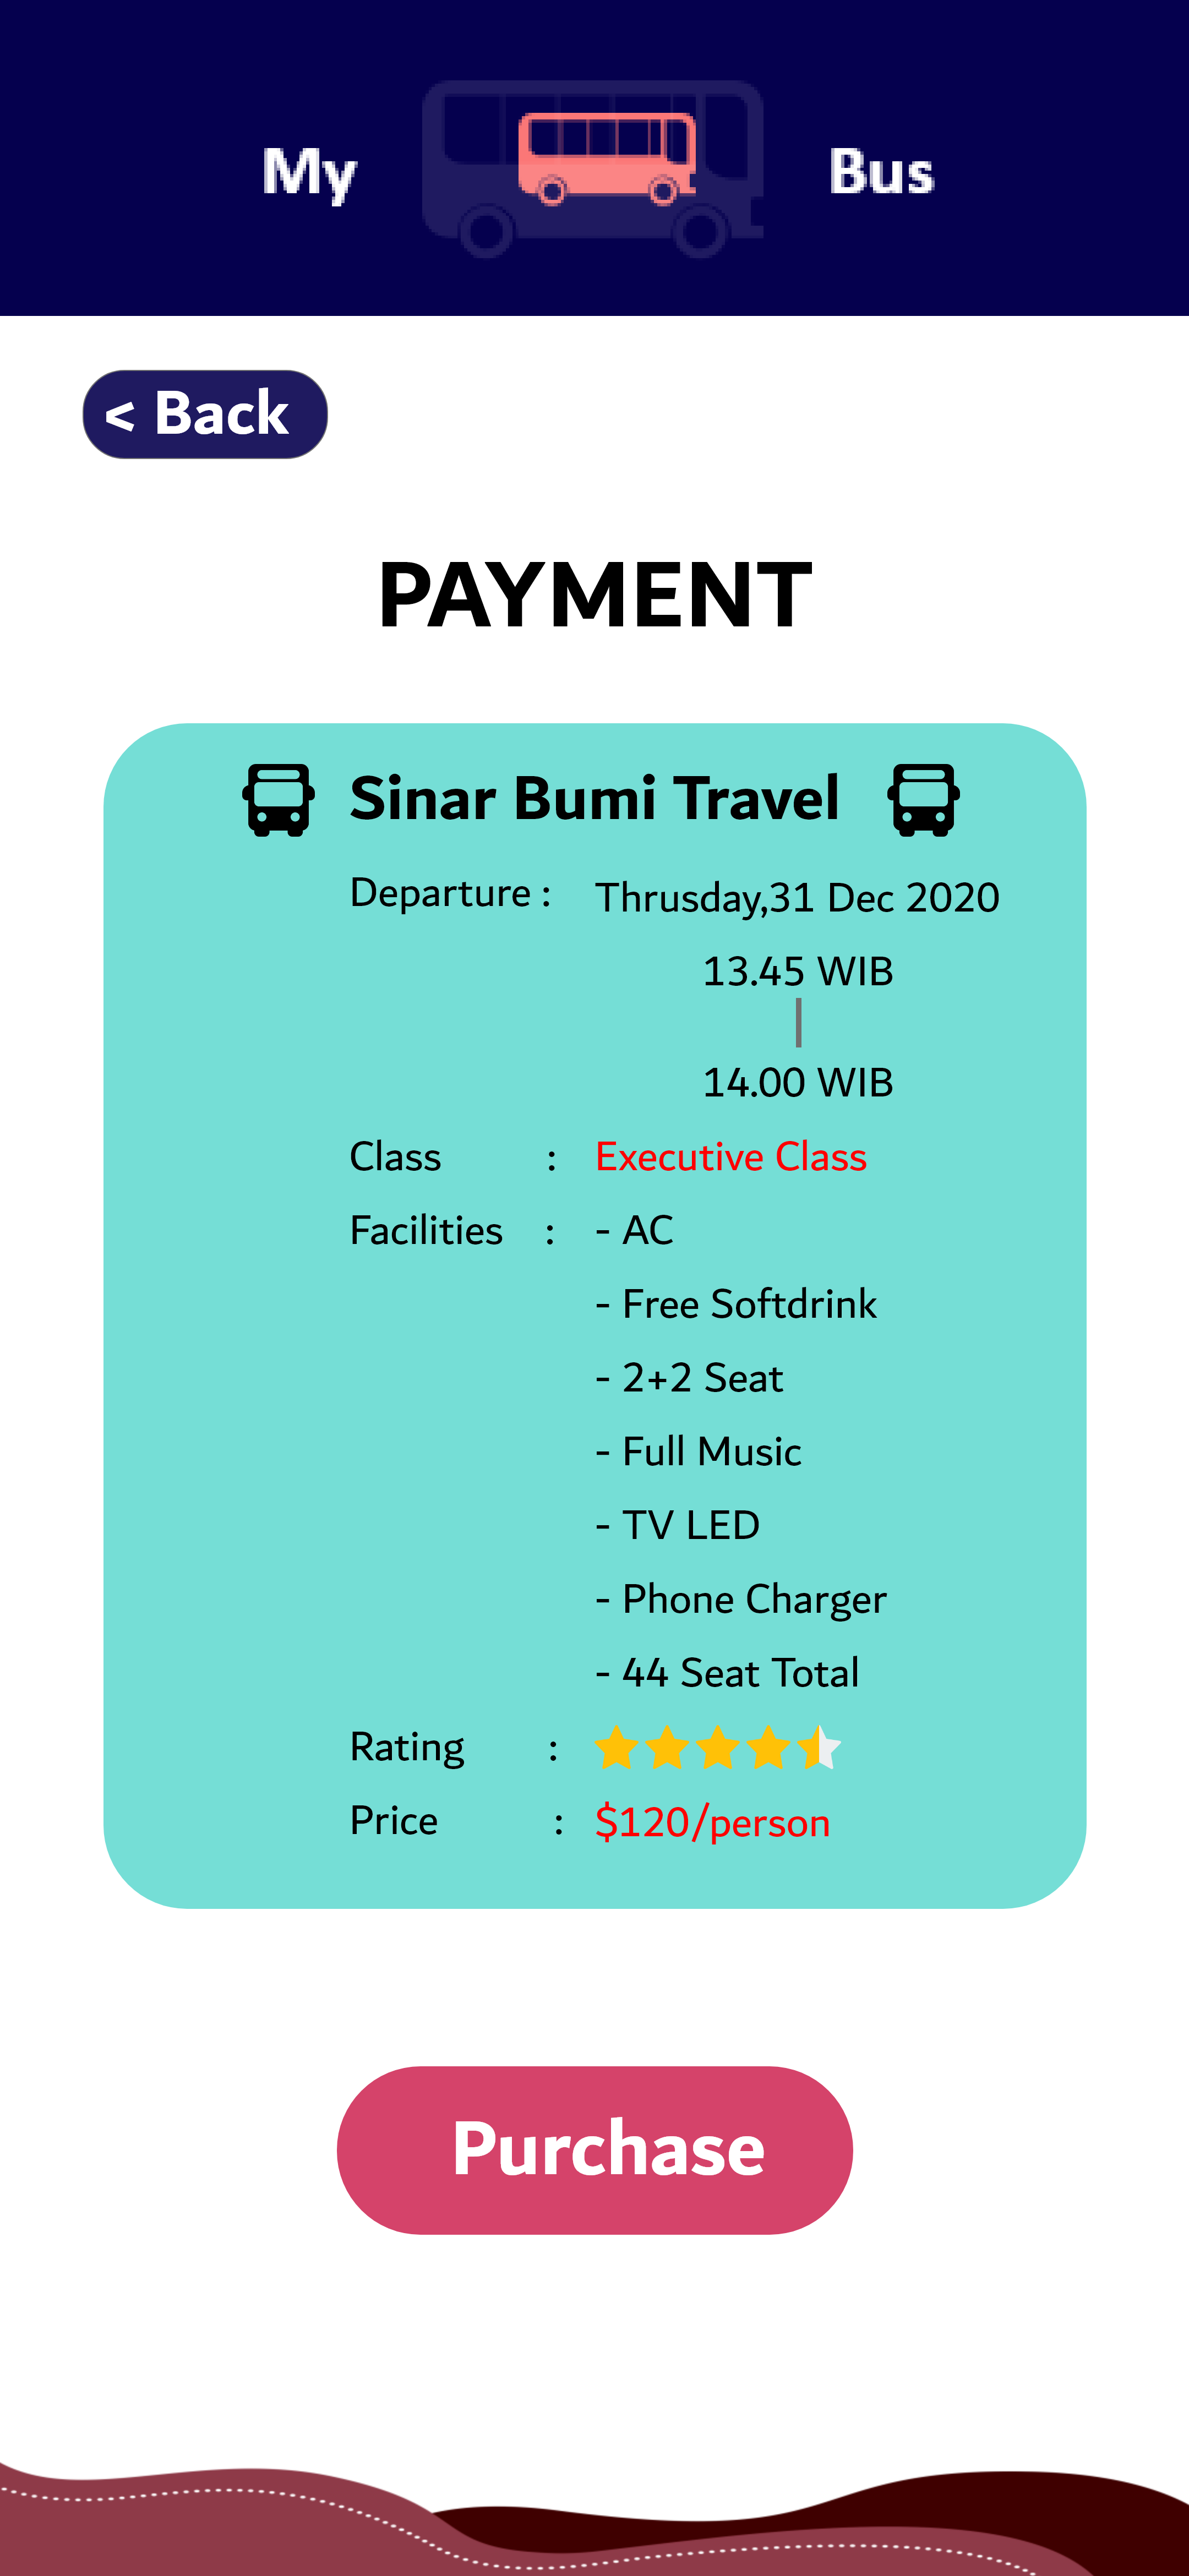 My Bus
< Back
PAYMENT
Sinar Bumi Travel
Departure : Thrusday,31 Dec 2020
13.45 WIB
14.00 WIB
Class : Executive Class
Facilities : - AC
- Free Softdrink
- 2+2 Seat
- Full Music
- TV LED
- Phone Charger
- 44 Seat Total
Rating :
Price : $120/person
Purchase